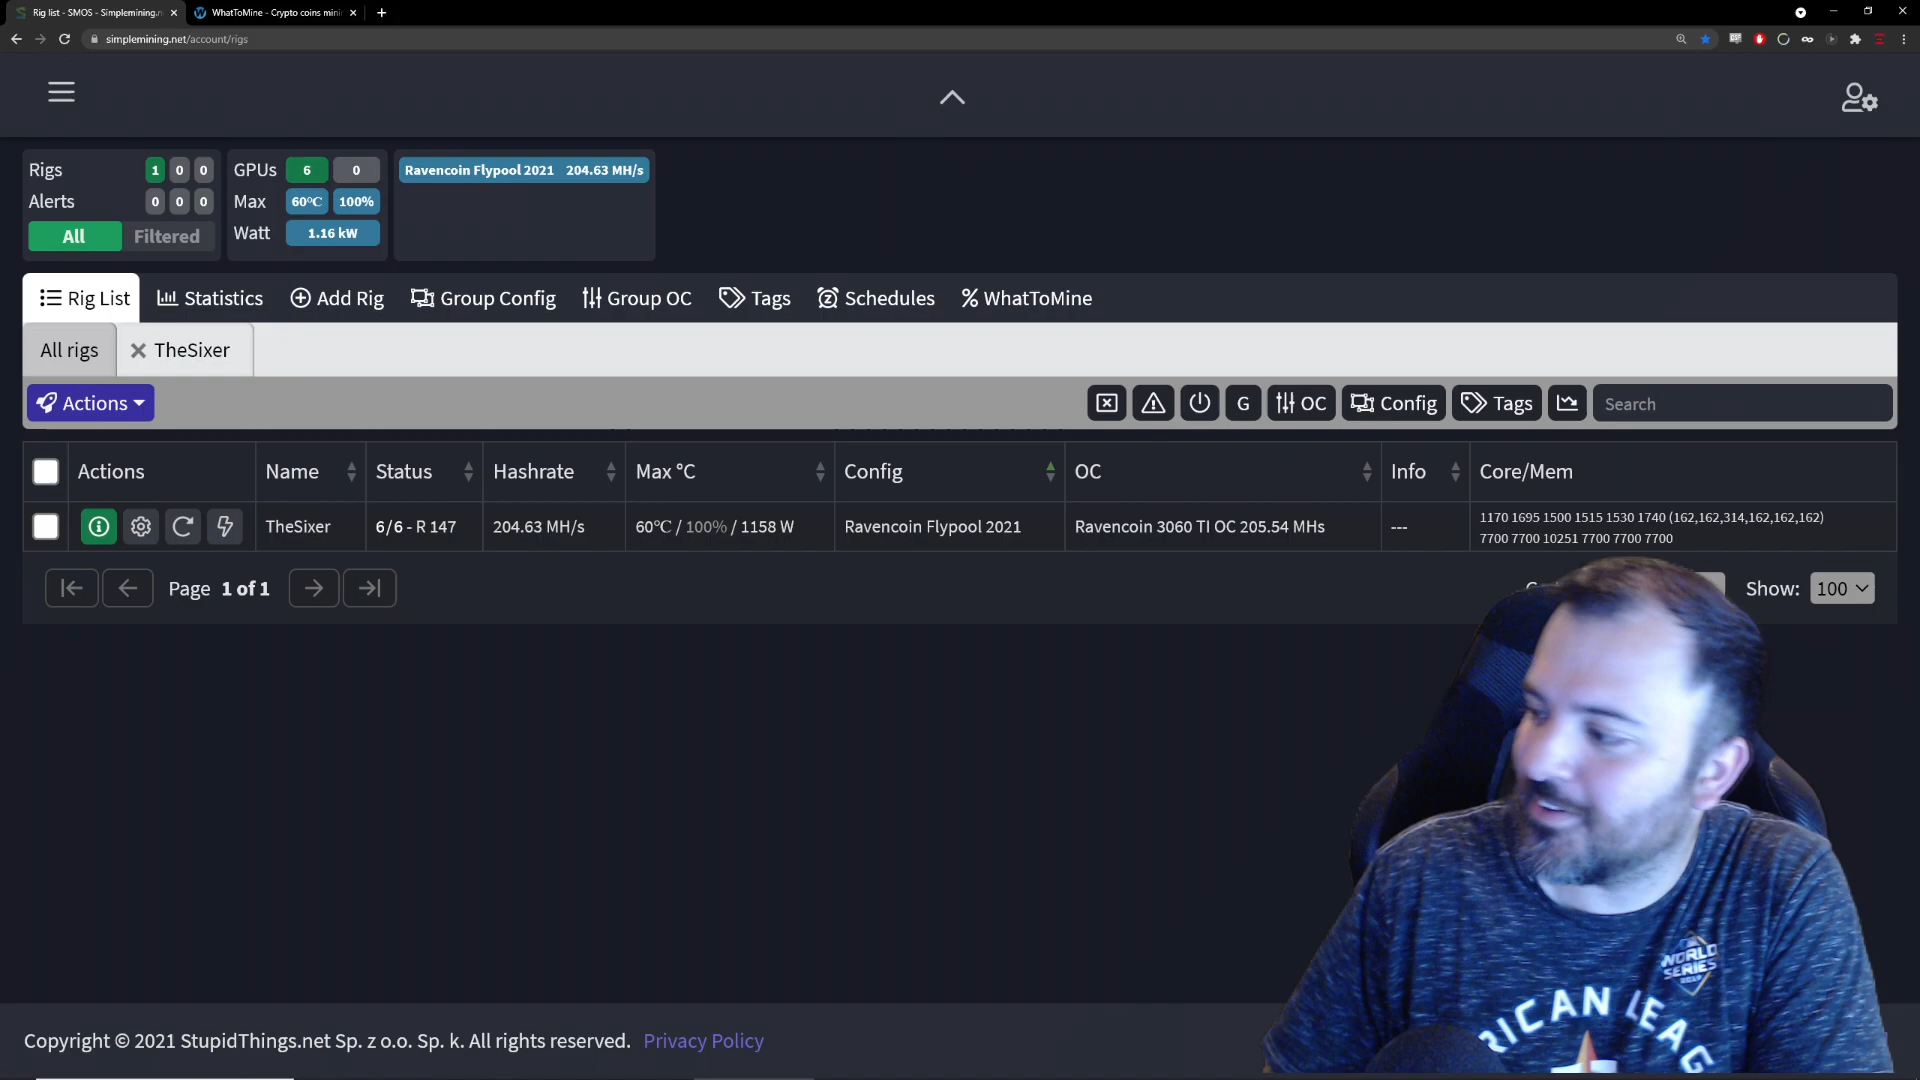 Rig list - SMOS - Simplemining.n
WhatToMine - Crypto coins mini
simplemining.net/account/rigs
Rigs 1 0 0
Alerts 0 0 0
All Filtered
GPUs 6 0
Max 60°C 100%
Watt 1.16 kW
Ravencoin Flypool 2021 204.63 MH/s
Rig List Statistics Add Rig Group Config Group OC Tags Schedules WhatToMine
All rigs TheSixer
Actions G OC Config Tags Search
Actions Name Status Hashrate Max °C Config OC Info Core/Mem
TheSixer 6/6 - R 147 204.63 MH/s 60°C / 100% / 1158 W Ravencoin Flypool 2021 Ravencoin 3060 TI OC 205.54 MHs --- 1170 1695 1500 1515 1530 1740 (162,162,314,162,162,162)
7700 7700 10251 7700 7700 7700
Page 1 of 1 Show: 100
WORLD
SERIES
RICAN LEAG
Copyright © 2021 StupidThings.net Sp. z o.o. Sp. k. All rights reserved. Privacy Policy